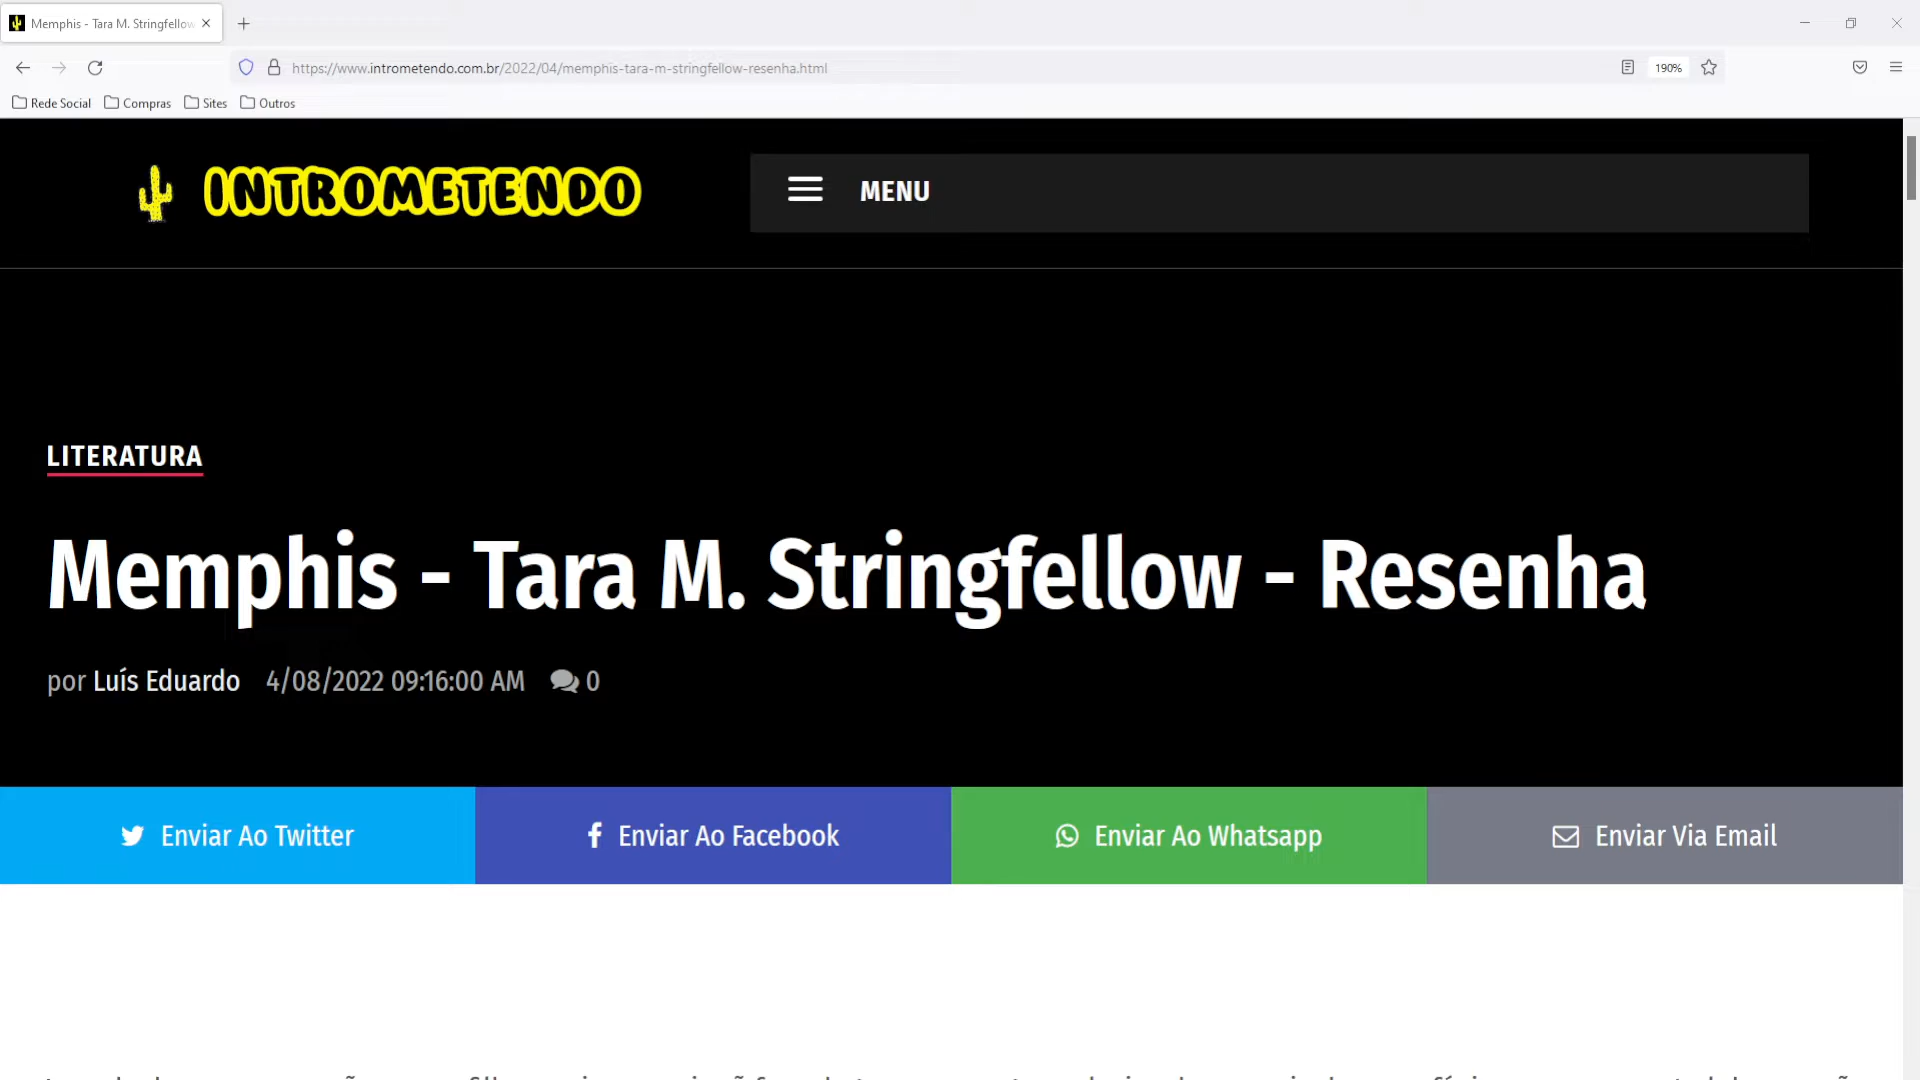 Memphis - Tara M. Stringfellow
https://www.intrometendo.com.br/2022/04/memphis-tara-m-stringfellow-resenha.html
190%
Rede Social Compras Sites Outros
INTROMETENDO
MENU
LITERATURA
Memphis - Tara M. Stringfellow - Resenha
por Luís Eduardo 4/08/2022 09:16:00 AM 0
Enviar Ao Twitter Enviar Ao Facebook Enviar Ao Whatsapp Enviar Via Email